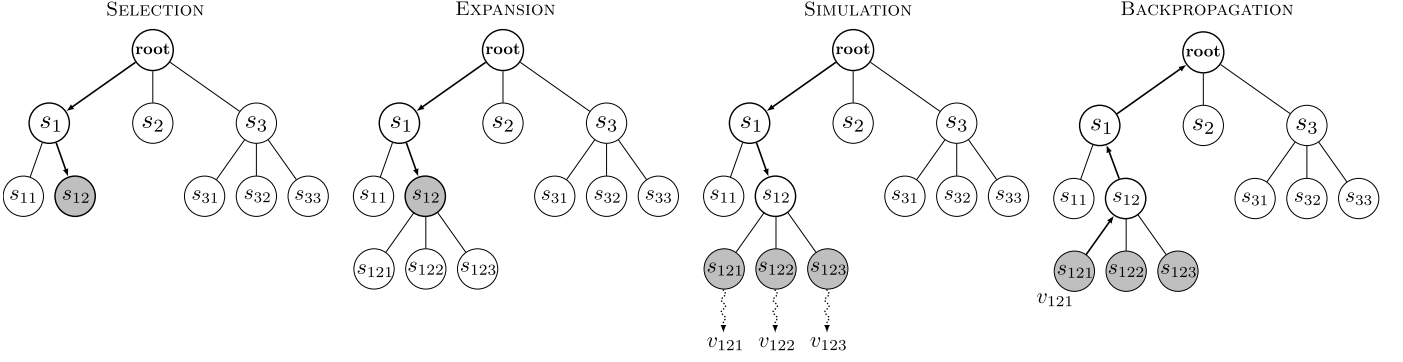 SELECTION
root
s1
s2
s3
s11
s12
s31
s32
s33
EXPANSION
root
s1
s2
s3
s11
s12
s31
s32
s33
s121
s122
s123
SIMULATION
root
s1
s2
s3
s11
s12
s31
s32
s33
s121
s122
s123
v121
v122
v123
BACKPROPAGATION
root
s1
s2
s3
s11
s12
s31
s32
s33
s121
s122
s123
v121